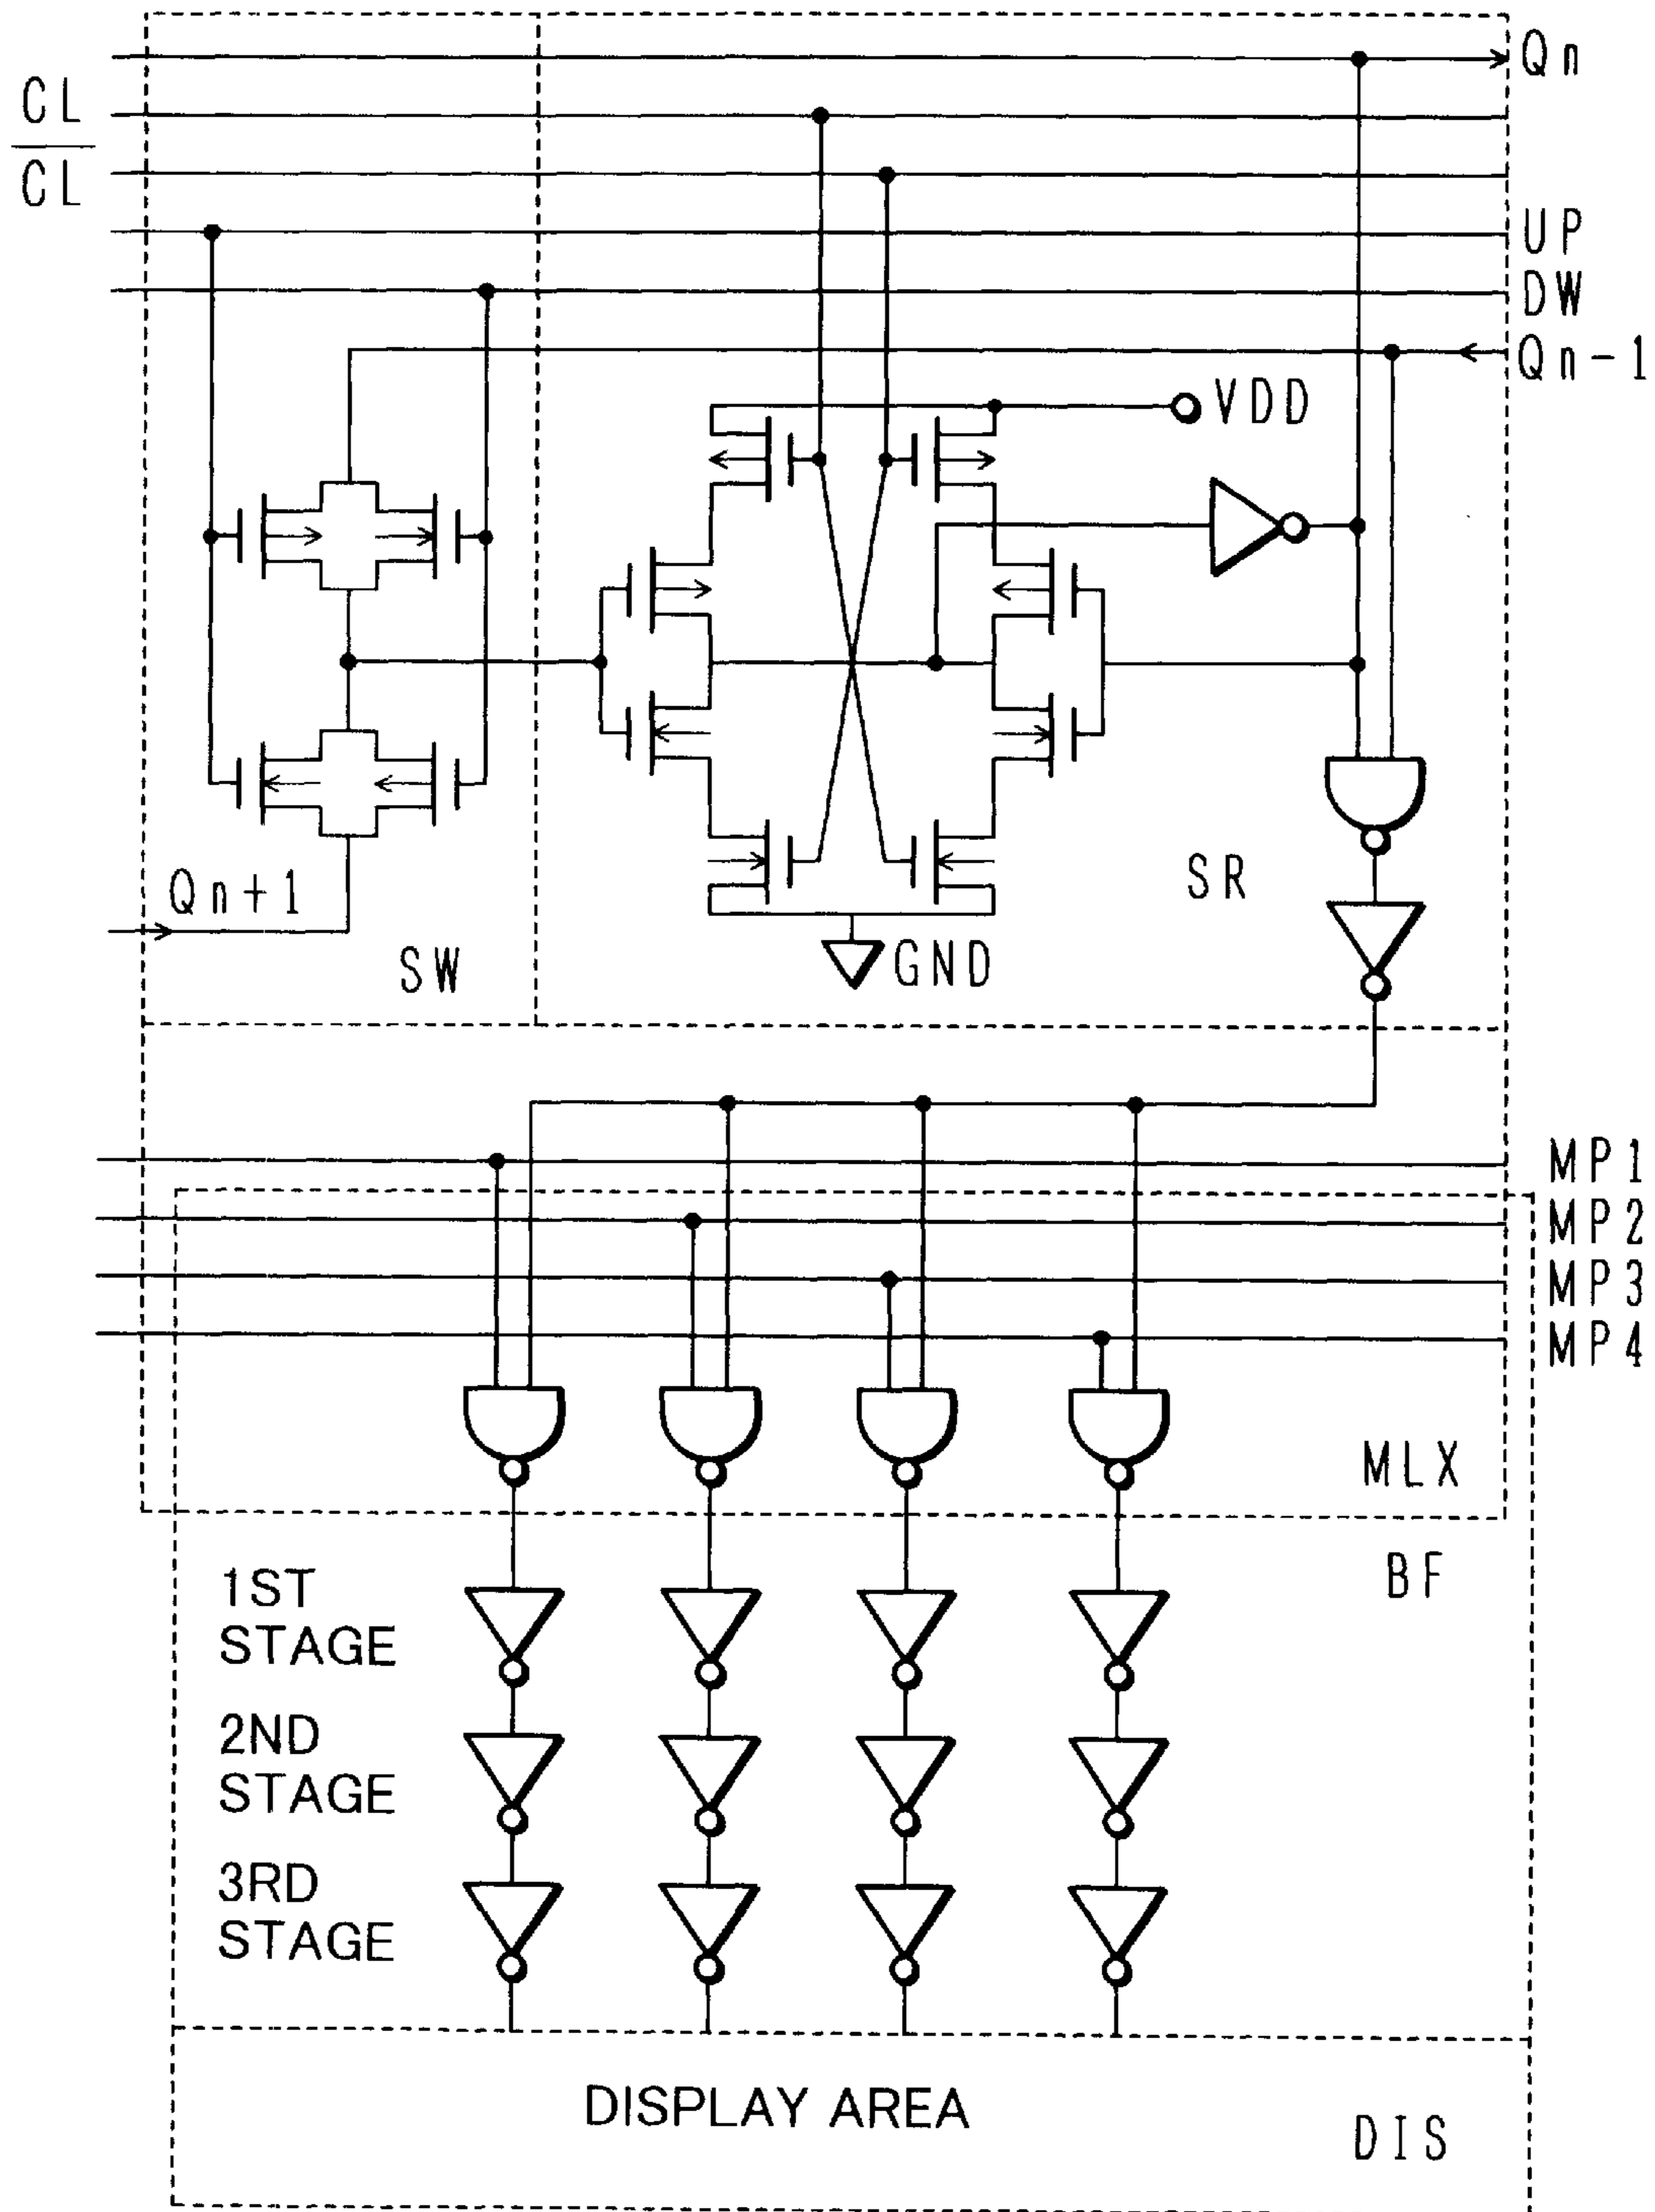 Qn
CL
C̅L̅
UP
DW
Qn-1
VDD
SR
Qn+1
GND
SW
MP1
MP2
MP3
MP4
MLX
BF
1ST
STAGE
2ND
STAGE
3RD
STAGE
DISPLAY AREA
DIS